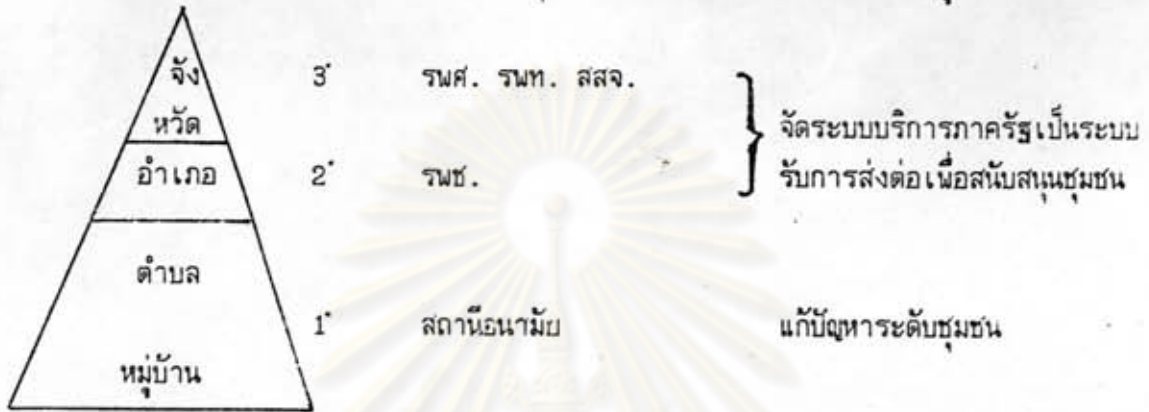 จัง
3° รพศ. รพท. สสจ.
หวัด
จัดระบบบริการภาครัฐเป็นระบบ
อำเภอ 2° รพช. รับการส่งต่อเพื่อสนับสนุนชุมชน
ตำบล
1° สถานีอนามัย แก้ปัญหาระดับชุมชน
หมู่บ้าน